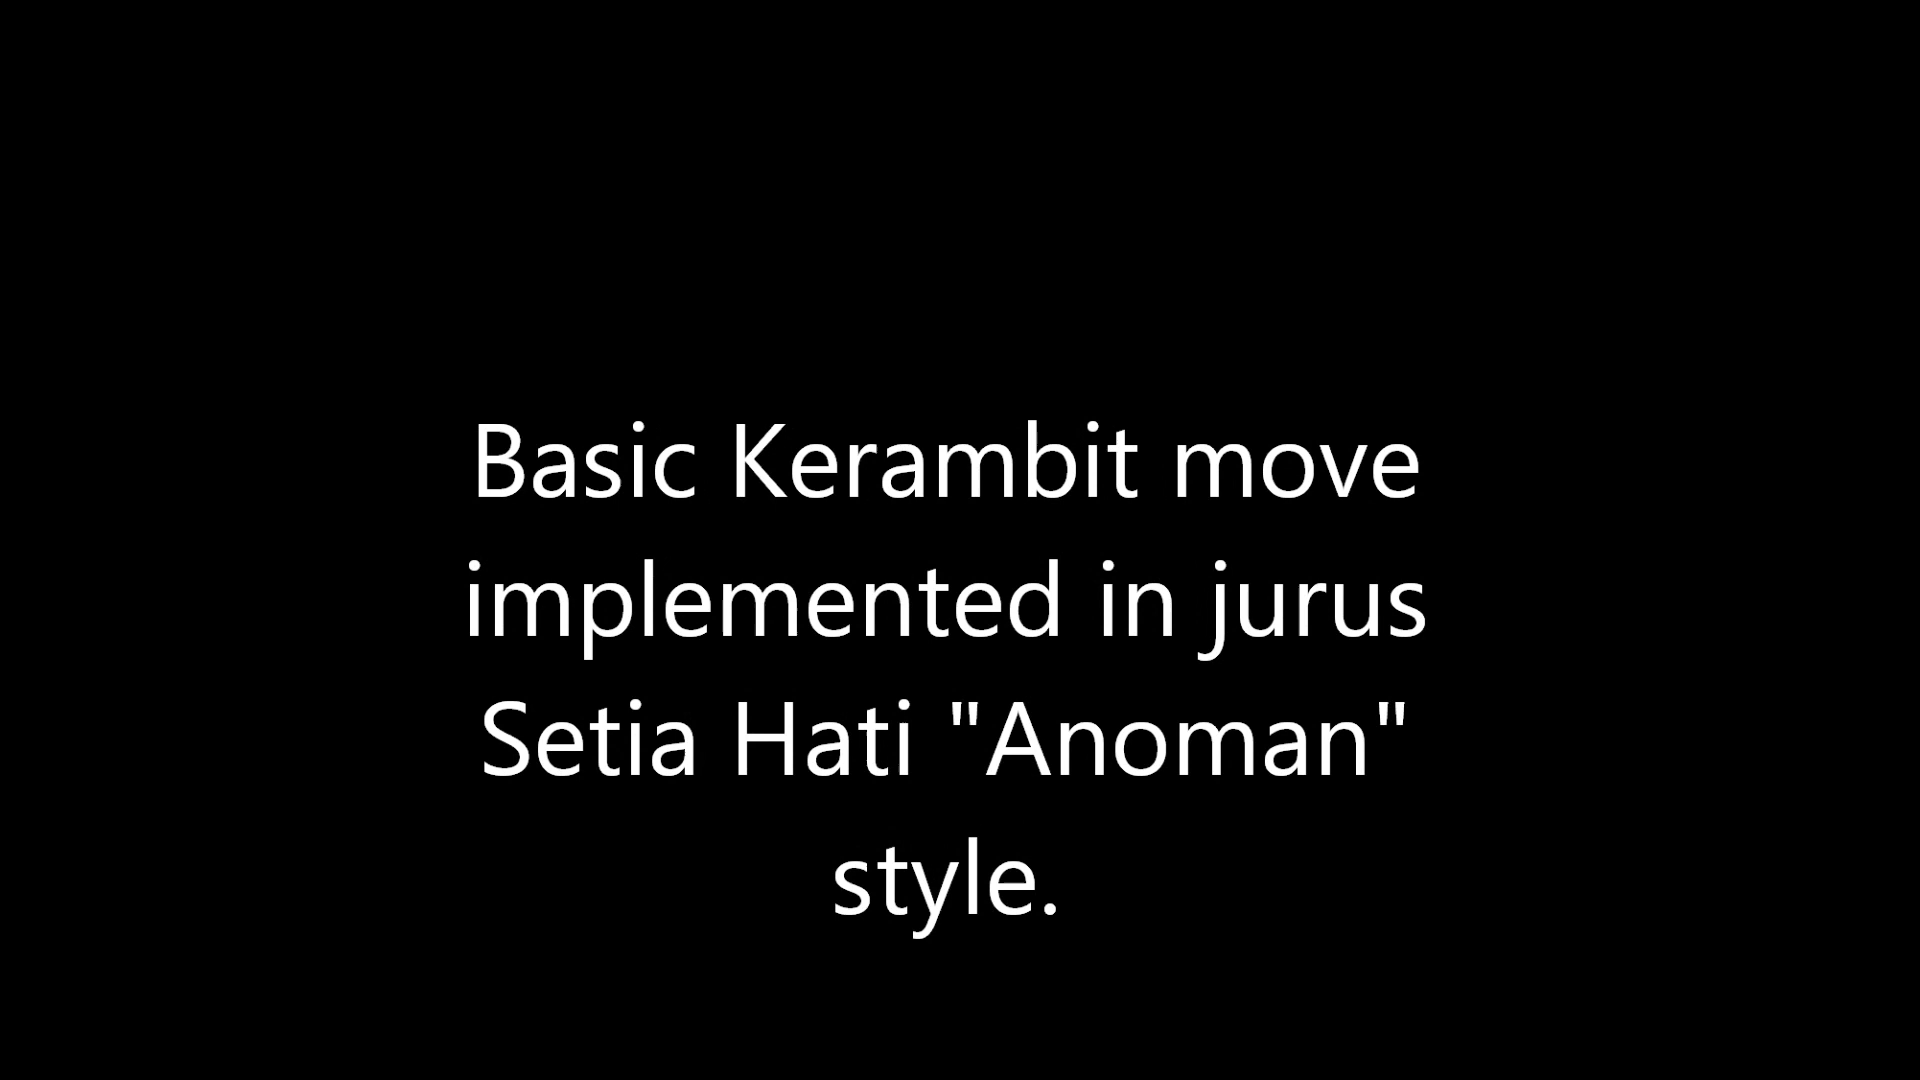 Basic Kerambit move
implemented in jurus
Setia Hati "Anoman"
style.